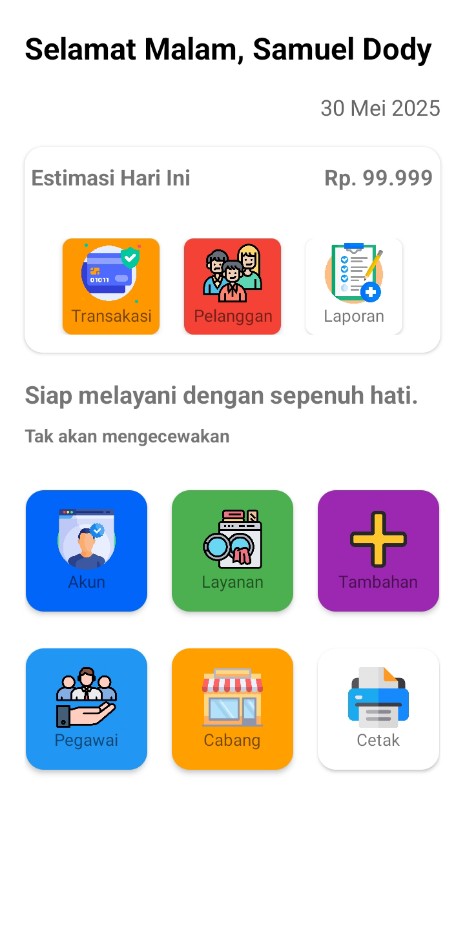 Selamat Malam, Samuel Dody
30 Mei 2025
Estimasi Hari Ini Rp. 99.999
01011
Transakasi Pelanggan Laporan
Siap melayani dengan sepenuh hati.
Tak akan mengecewakan
Akun Layanan Tambahan
Pegawai Cabang Cetak